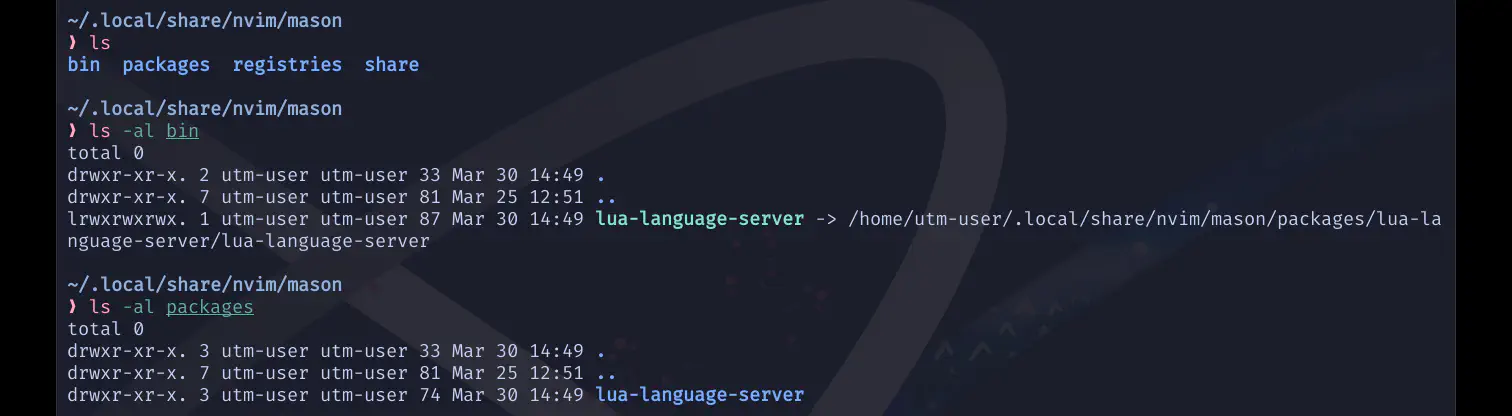 ~/.local/share/nvim/mason
❯ ls
bin  packages  registries  share
~/.local/share/nvim/mason
❯ ls -al bin
total 0
drwxr-xr-x. 2 utm-user utm-user 33 Mar 30 14:49 .
drwxr-xr-x. 7 utm-user utm-user 81 Mar 25 12:51 ..
lrwxrwxrwx. 1 utm-user utm-user 87 Mar 30 14:49 lua-language-server -> /home/utm-user/.local/share/nvim/mason/packages/lua-la
nguage-server/lua-language-server
~/.local/share/nvim/mason
❯ ls -al packages
total 0
drwxr-xr-x. 3 utm-user utm-user 33 Mar 30 14:49 .
drwxr-xr-x. 7 utm-user utm-user 81 Mar 25 12:51 ..
drwxr-xr-x. 3 utm-user utm-user 74 Mar 30 14:49 lua-language-server